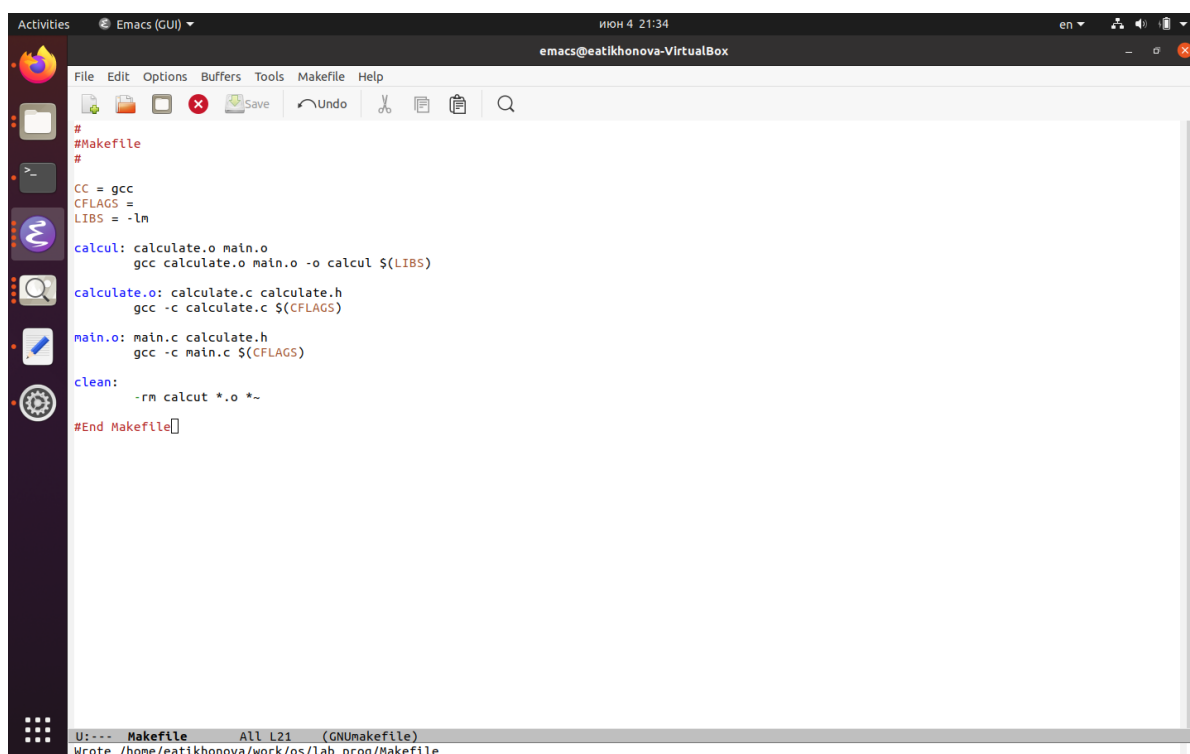 Activities Emacs (GUI) июн 4 21:34 en
emacs@eatikhonova-VirtualBox
File Edit Options Buffers Tools Makefile Help
Save Undo
#
#Makefile
#
CC = gcc
CFLAGS =
LIBS = -lm
calcul: calculate.o main.o
gcc calculate.o main.o -o calcul $(LIBS)
calculate.o: calculate.c calculate.h
gcc -c calculate.c $(CFLAGS)
main.o: main.c calculate.h
gcc -c main.c $(CFLAGS)
clean:
-rm calcut *.o *~
#End Makefile
U:--- Makefile All L21 (GNUmakefile)
Wrote /home/eatikhonova/work/os/lab_prog/Makefile